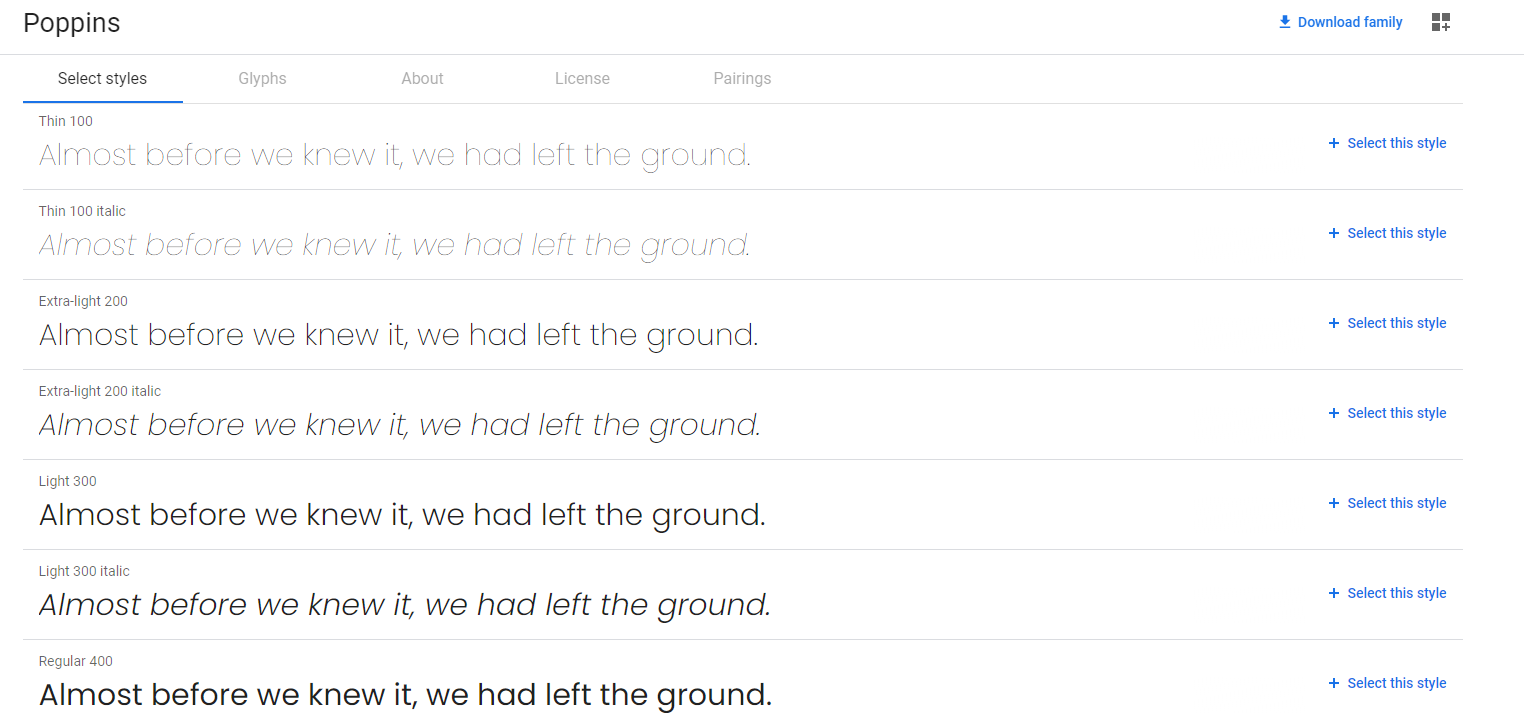 Poppins
Download family
Select styles Glyphs About License Pairings
Thin 100
Almost before we knew it, we had left the ground.
+ Select this style
Thin 100 italic
Almost before we knew it, we had left the ground.
+ Select this style
Extra-light 200
Almost before we knew it, we had left the ground.
+ Select this style
Extra-light 200 italic
Almost before we knew it, we had left the ground.
+ Select this style
Light 300
Almost before we knew it, we had left the ground.
+ Select this style
Light 300 italic
Almost before we knew it, we had left the ground.
+ Select this style
Regular 400
Almost before we knew it, we had left the ground.
+ Select this style